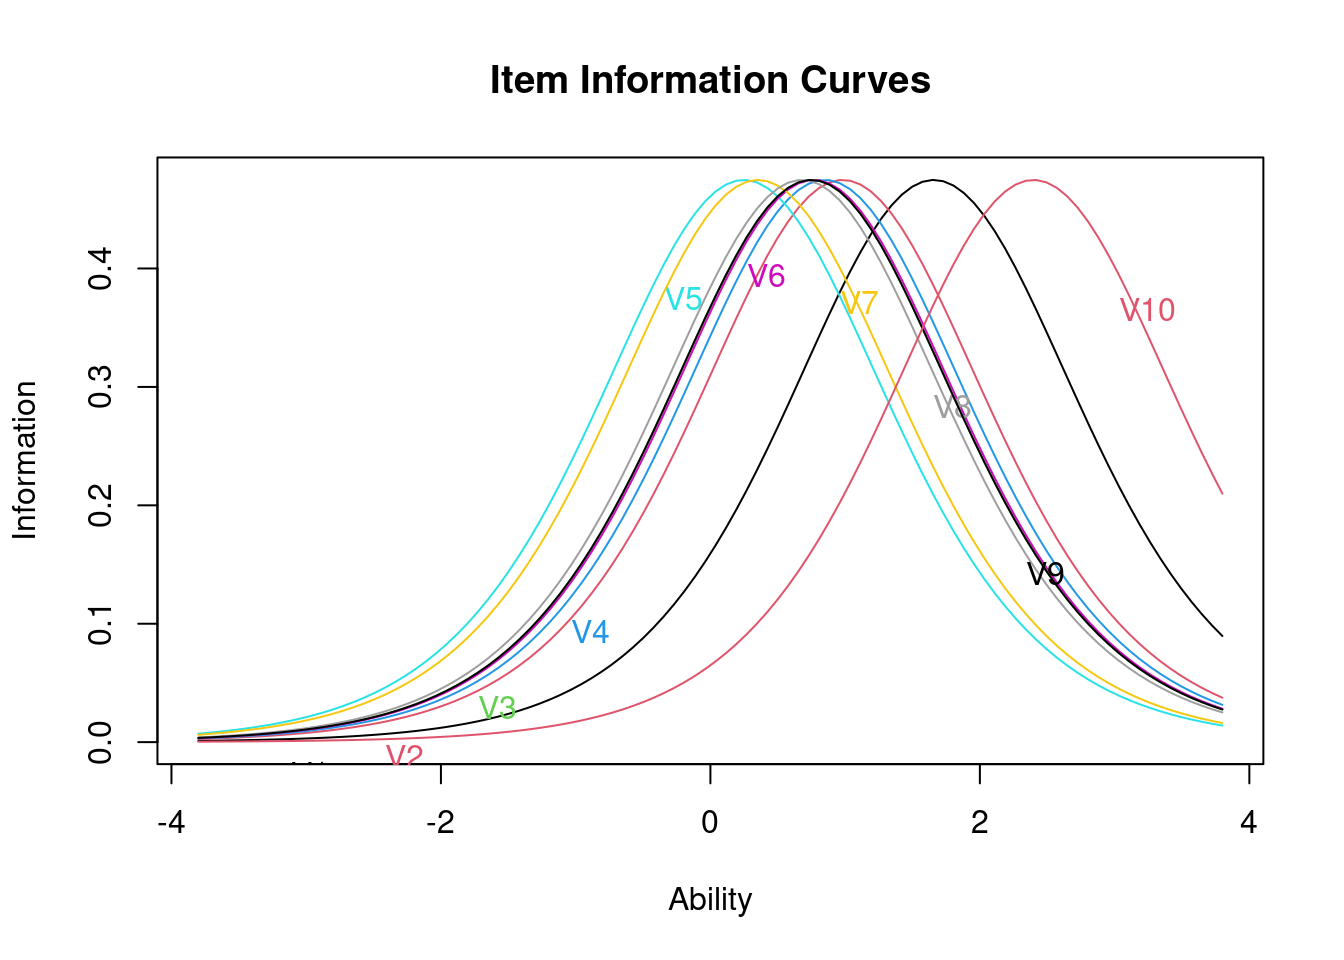 Item Information Curves
Information
0.4
0.3
0.2
0.1
0.0
V5
V6
V7
V10
V8
V9
V4
V3
V2
-4
-2
0
2
4
Ability